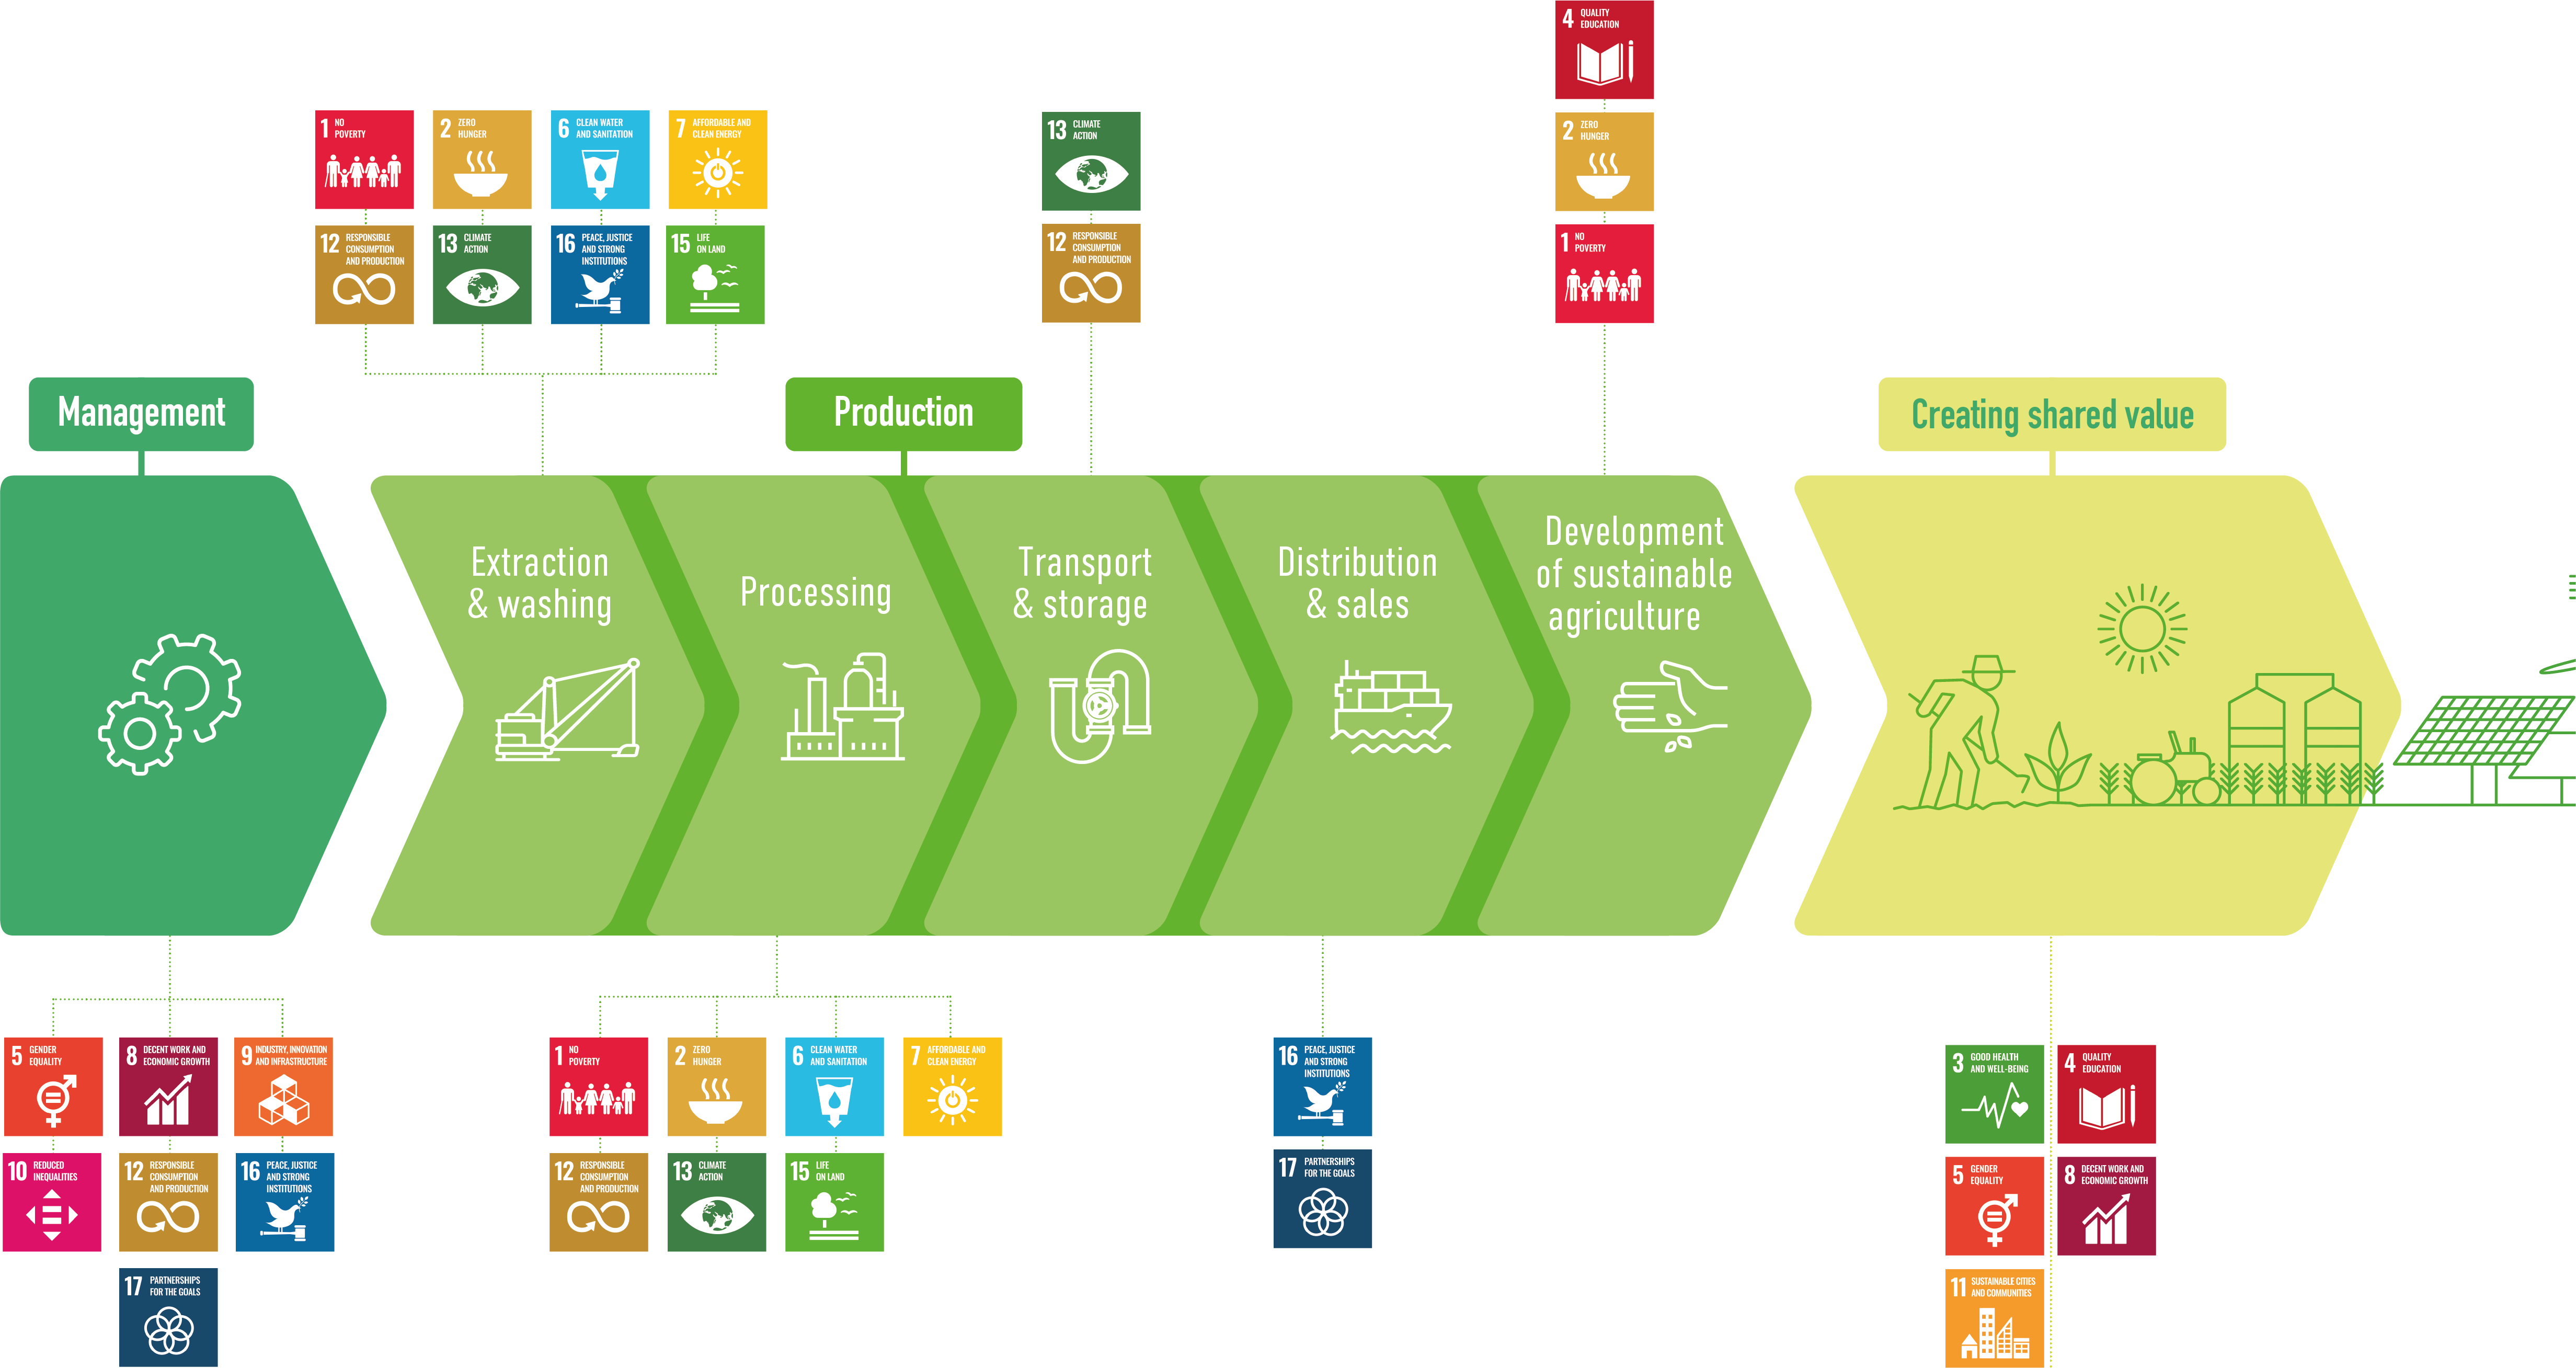 4 QUALITY
EDUCATION
1 NO
POVERTY
2 ZERO
HUNGER
6 CLEAN WATER
AND SANITATION
7 AFFORDABLE AND
CLEAN ENERGY
13 CLIMATE
ACTION
2 ZERO
HUNGER
12 RESPONSIBLE
CONSUMPTION
AND PRODUCTION
13 CLIMATE
ACTION
16 PEACE, JUSTICE
AND STRONG
INSTITUTIONS
15 LIFE
ON LAND
12 RESPONSIBLE
CONSUMPTION
AND PRODUCTION
1 NO
POVERTY
Management
Production
Creating shared value
Extraction
& washing
Processing
Transport
& storage
Distribution
& sales
Development
of sustainable
agriculture
5 GENDER
EQUALITY
8 DECENT WORK AND
ECONOMIC GROWTH
9 INDUSTRY, INNOVATION
AND INFRASTRUCTURE
10 REDUCED
INEQUALITIES
12 RESPONSIBLE
CONSUMPTION
AND PRODUCTION
16 PEACE, JUSTICE
AND STRONG
INSTITUTIONS
17 PARTNERSHIPS
FOR THE GOALS
1 NO
POVERTY
2 ZERO
HUNGER
6 CLEAN WATER
AND SANITATION
7 AFFORDABLE AND
CLEAN ENERGY
12 RESPONSIBLE
CONSUMPTION
AND PRODUCTION
13 CLIMATE
ACTION
15 LIFE
ON LAND
16 PEACE, JUSTICE
AND STRONG
INSTITUTIONS
17 PARTNERSHIPS
FOR THE GOALS
3 GOOD HEALTH
AND WELL-BEING
4 QUALITY
EDUCATION
5 GENDER
EQUALITY
8 DECENT WORK AND
ECONOMIC GROWTH
11 SUSTAINABLE CITIES
AND COMMUNITIES